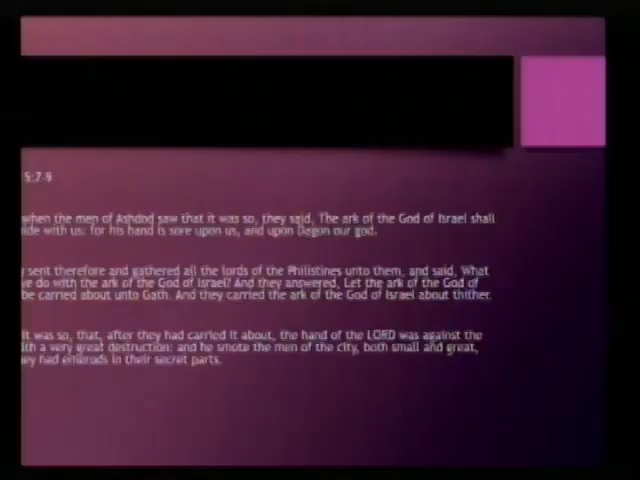 5:7-9
when the men of Ashdod saw that it was so, they said, The ark of the God of Israel shall
ide with us: for his hand is sore upon us, and upon Dagon our god.
y sent therefore and gathered all the lords of the Philistines unto them, and said, What
ve do with the ark of the God of Israel? And they answered, Let the ark of the God of
be carried about unto Gath. And they carried the ark of the God of Israel about thither.
it was so, that, after they had carried it about, the hand of the LORD was against the
ith a very great destruction: and he smote the men of the city, both small and great,
ey had emerods in their secret parts.